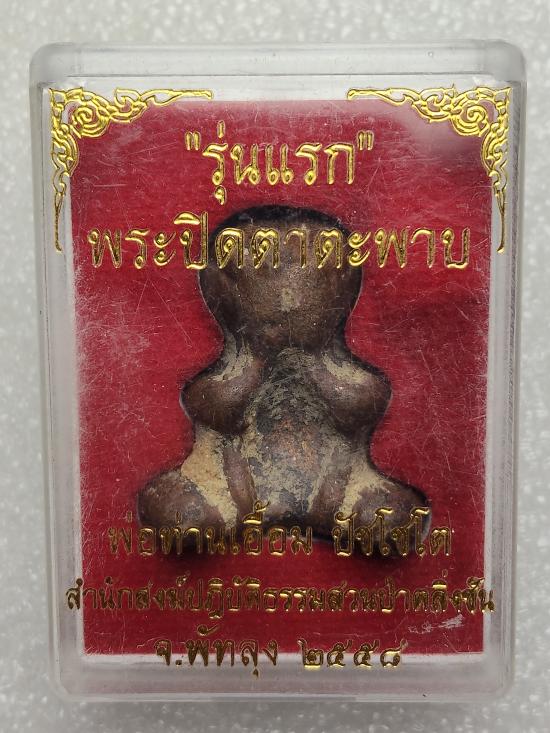 "รุ่นแรก"
พระปิดตาตะพาบ
พ่อท่านเอื้อม ปัชโชโต
สำนักสงฆ์ปฏิบัติธรรมสวนป่าตลิ่งชัน
จ.พัทลุง ๒๕๕๘